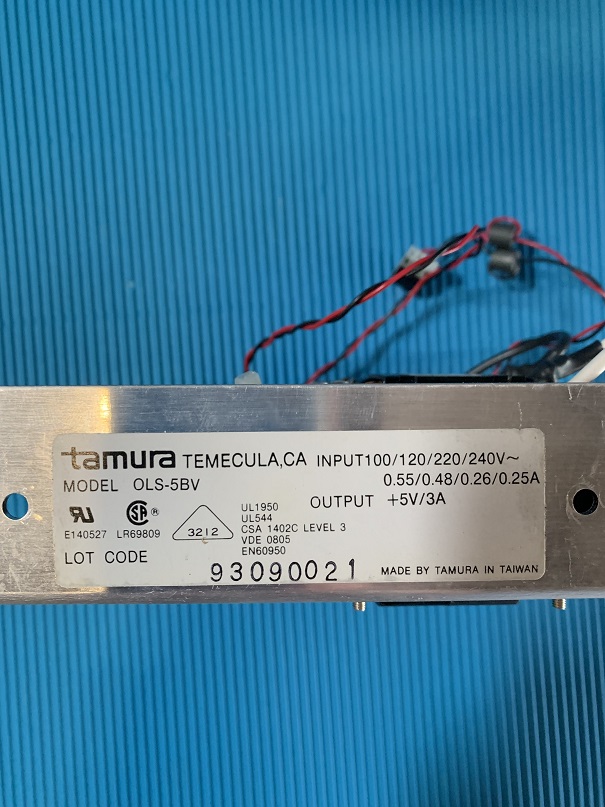 tamura TEMECULA,CA INPUT100/120/220/240V~
0.55/0.48/0.26/0.25A
MODEL OLS-5BV
OUTPUT +5V/3A
E140527
LR69809
3212
UL1950
UL544
CSA 1402C LEVEL 3
VDE 0805
EN60950
LOT CODE
93090021
MADE BY TAMURA IN TAIWAN